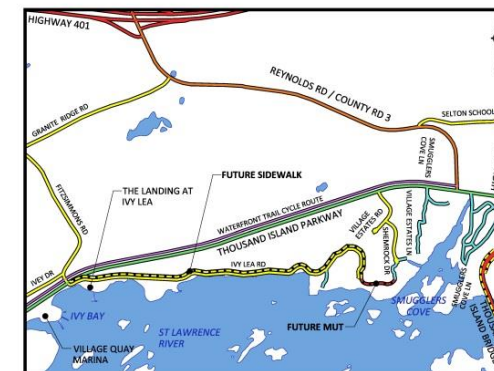 HIGHWAY 401
REYNOLDS RD / COUNTY RD 3
GRANITE RIDGE RD
SELTON SCHOOL
SMUGGLERS
COVE LN
FITZSIMMONS RD
THE LANDING AT
IVY LEA
FUTURE SIDEWALK
WATERFRONT TRAIL CYCLE ROUTE
THOUSAND ISLAND PARKWAY
VILLAGE
ESTATES RD
SHEMROCK DR
VILLAGE ESTATES LN
IVEY DR
IVY LEA RD
SMUGGLERS
COVE LN
IVY BAY
ST LAWRENCE
RIVER
FUTURE MUT
SMUGGLERS
COVE
VILLAGE QUAY
MARINA
THOUS
ISLAND BRIDG